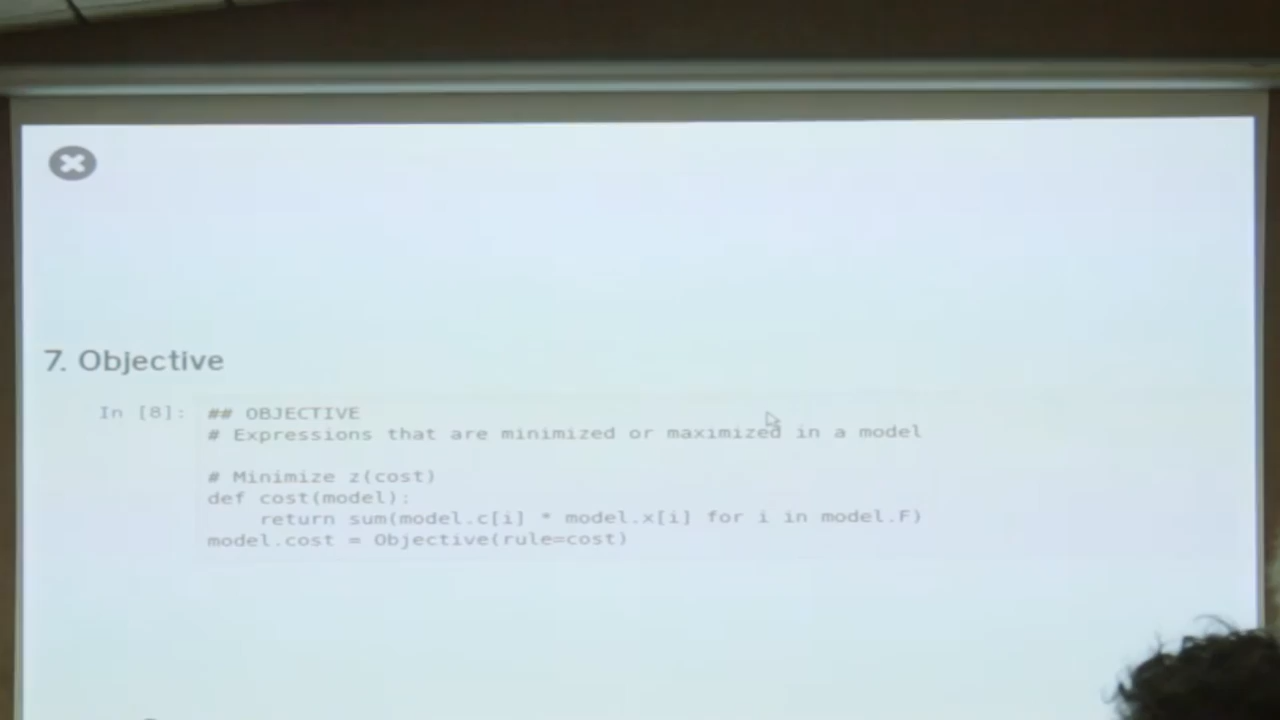 7. Objective
In [8]: ## OBJECTIVE
# Expressions that are minimized or maximized in a model
# Minimize z(cost)
def cost(model):
    return sum(model.c[i] * model.x[i] for i in model.F)
model.cost = Objective(rule=cost)